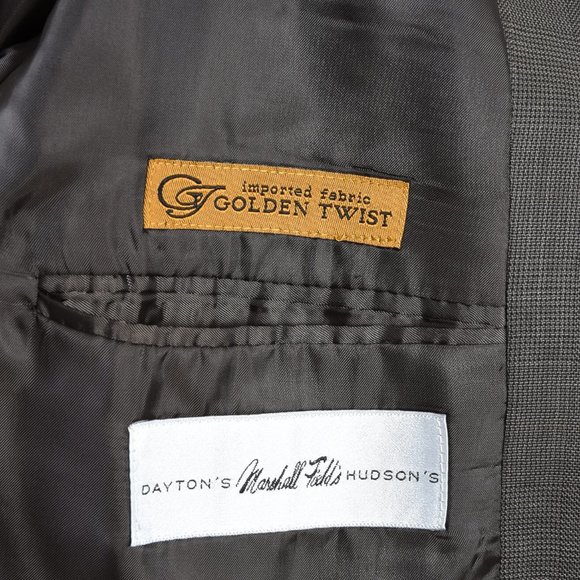 GT imported fabric
GOLDEN TWIST
DAYTON'S Marshall Field's HUDSON'S